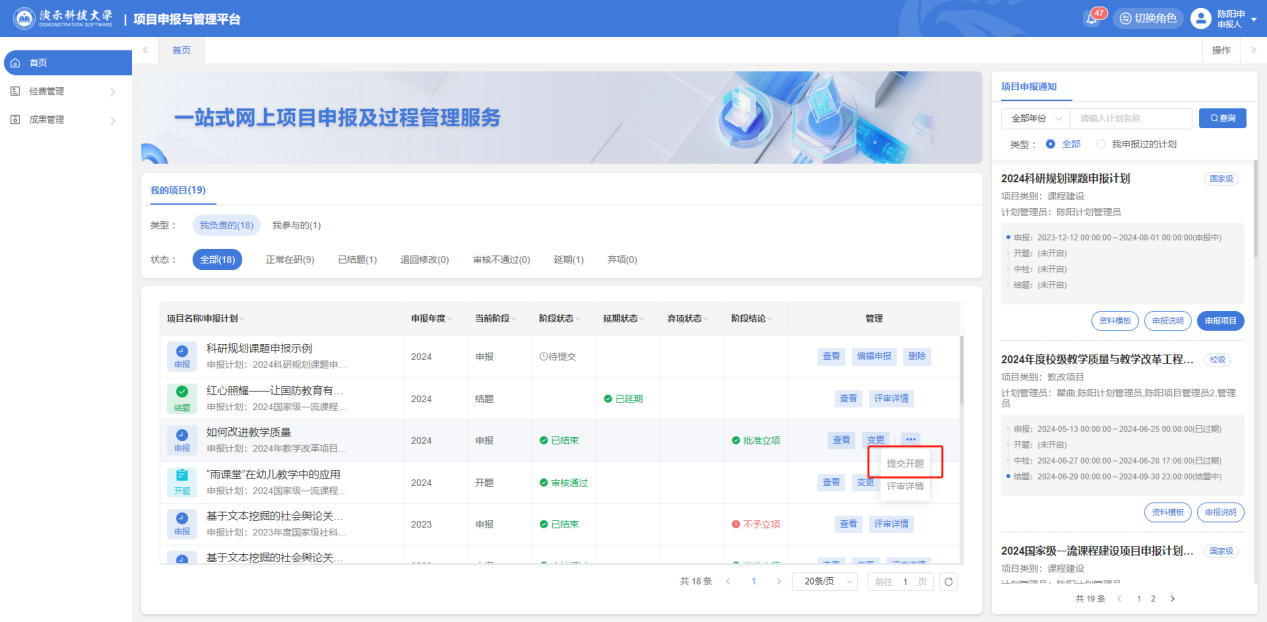 演示科技大学
DEMONSTRATION SOFTWARE
| 项目申报与管理平台
47
切换角色
陈阳申
申报人
首页
经费管理
成果管理
首页
操作
一站式网上项目申报及过程管理服务
我的项目(19)
类型： 我负责的(18) 我参与的(1)
状态： 全部(18) 正常在研(9) 已结题(1) 退回修改(0) 审核不通过(0) 延期(1) 弃项(0)
项目名称/申报计划 申报年度 当前阶段 阶段状态 延期状态 弃项状态 阶段结论 管理
申报 科研规划课题申报示例
申报计划：2024科研规划课题申...
2024 申报 待提交 查看 编辑申报 删除
结题 红心照耀——让国防教育有...
申报计划：2024国家级一流课程...
2024 结题 已延期 查看 评审详情
申报 如何改进教学质量
申报计划：2024年教学改革项目...
2024 申报 已结束 批准立项 查看 变更 ...
提交开题
评审详情
开题 “雨课堂”在幼儿教学中的应用
申报计划：2024国家级一流课程...
2024 开题 审核通过 查看 变更
申报 基于文本挖掘的社会舆论关...
申报计划：2023年度国家级社科...
2023 申报 已结束 不予立项 查看 评审详情
基于文本挖掘的社会舆论关...
共 18 条 1 20条/页 前往 1 页
项目申报通知
全部年份 请输入计划名称 查询
类型： 全部 我申报过的计划
2024科研规划课题申报计划 国家级
项目类别：课程建设
计划管理员：陈阳计划管理员
申报：2023-12-12 00:00:00 ~ 2024-08-01 00:00:00(申报中)
开题：(未开启)
中检：(未开启)
结题：(未开启)
资料模板 申报说明 申报项目
2024年度校级教学质量与教学改革工程... 校级
项目类别：教改项目
计划管理员：瞿曲,陈阳计划管理员,陈阳项目管理员2,管理
员
申报：2024-05-13 00:00:00 ~ 2024-06-25 00:00:00(已过期)
开题：(未开启)
中检：2024-06-27 00:00:00 ~ 2024-06-28 17:06:00(已过期)
结题：2024-06-29 00:00:00 ~ 2024-09-30 23:00:00(结题中)
资料模板 申报说明
2024国家级一流课程建设项目申报计划... 国家级
项目类别：课程建设
计划管理员：陈阳计划管理员
共 19 条 1 2